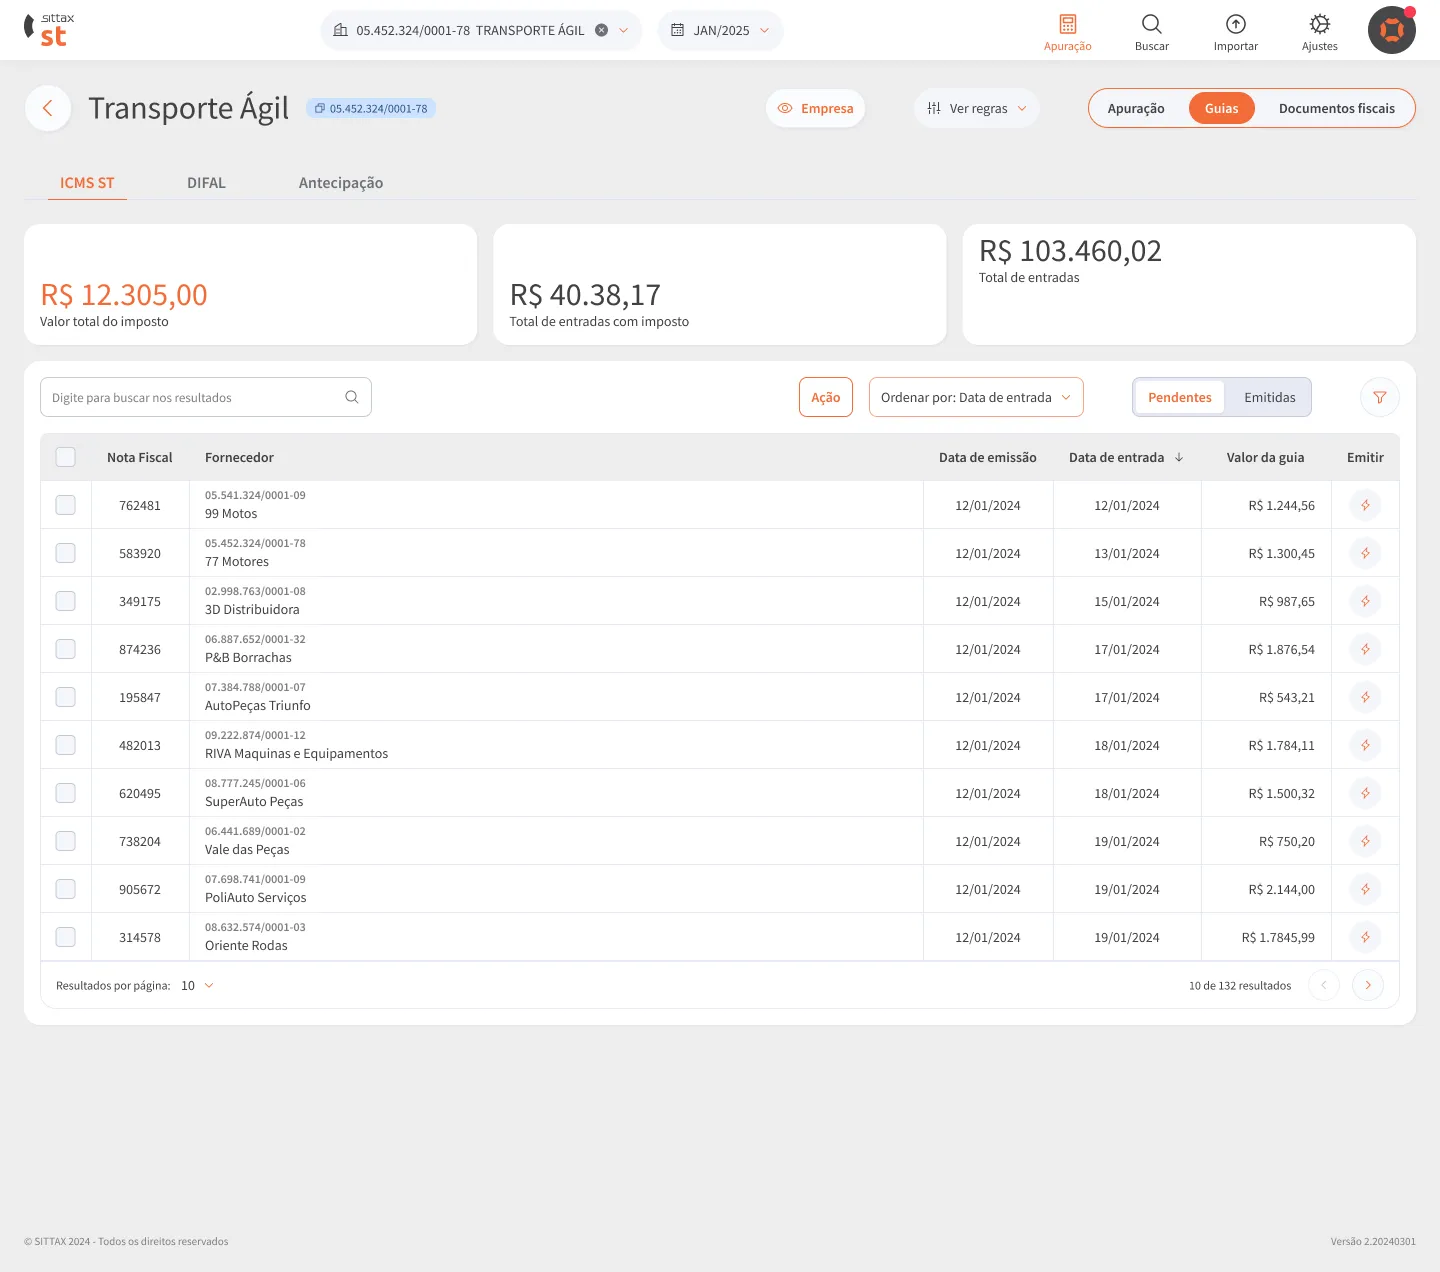 SITTAX
st
05.452.324/0001-78 TRANSPORTE ÁGIL
JAN/2025
Apuração
Buscar
Importar
Ajustes
Transporte Ágil
05.452.324/0001-78
Empresa
Ver regras
Apuração
Guias
Documentos fiscais
ICMS ST
DIFAL
Antecipação
R$ 12.305,00
Valor total do imposto
R$ 40.38,17
Total de entradas com imposto
R$ 103.460,02
Total de entradas
Digite para buscar nos resultados
Ação
Ordenar por: Data de entrada
Pendentes
Emitidas
Nota Fiscal Fornecedor Data de emissão Data de entrada Valor da guia Emitir
05.541.324/0001-09
762481 99 Motos 12/01/2024 12/01/2024 R$ 1.244,56
05.452.324/0001-78
583920 77 Motores 12/01/2024 13/01/2024 R$ 1.300,45
02.998.763/0001-08
349175 3D Distribuidora 12/01/2024 15/01/2024 R$ 987,65
06.887.652/0001-32
874236 P&B Borrachas 12/01/2024 17/01/2024 R$ 1.876,54
07.384.788/0001-07
195847 AutoPeças Triunfo 12/01/2024 17/01/2024 R$ 543,21
09.222.874/0001-12
482013 RIVA Maquinas e Equipamentos 12/01/2024 18/01/2024 R$ 1.784,11
08.777.245/0001-06
620495 SuperAuto Peças 12/01/2024 18/01/2024 R$ 1.500,32
06.441.689/0001-02
738204 Vale das Peças 12/01/2024 19/01/2024 R$ 750,20
07.698.741/0001-09
905672 PoliAuto Serviços 12/01/2024 19/01/2024 R$ 2.144,00
08.632.574/0001-03
314578 Oriente Rodas 12/01/2024 19/01/2024 R$ 1.7845,99
Resultados por página: 10
10 de 132 resultados
© SITTAX 2024 - Todos os direitos reservados
Versão 2.20240301